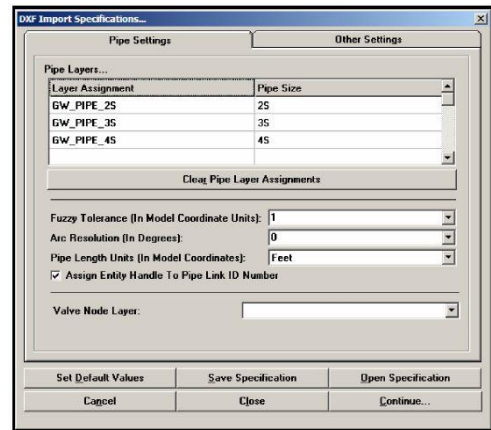 DXF Import Specifications...
Pipe Settings
Other Settings
Pipe Layers...
Layer Assignment Pipe Size
GW_PIPE_2S 2S
GW_PIPE_3S 3S
GW_PIPE_4S 4S
Clear Pipe Layer Assignments
Fuzzy Tolerance (In Model Coordinate Units): 1
Arc Resolution (In Degrees): 0
Pipe Length Units (In Model Coordinates): Feet
Assign Entity Handle To Pipe Link ID Number
Valve Node Layer:
Set Default Values Save Specification Open Specification
Cancel Close Continue...